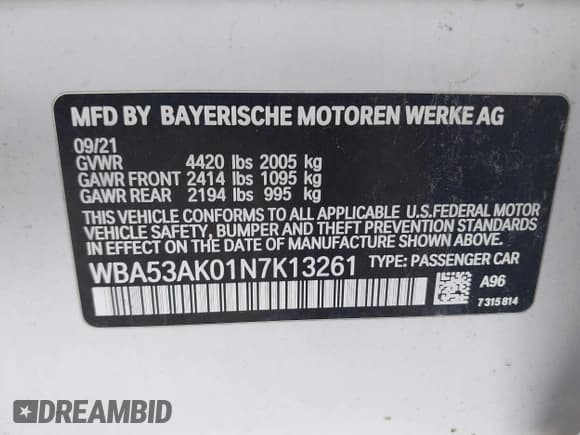 MFD BY BAYERISCHE MOTOREN WERKE AG
09/21
GVWR 4420 lbs 2005 kg
GAWR FRONT 2414 lbs 1095 kg
GAWR REAR 2194 lbs 995 kg
THIS VEHICLE CONFORMS TO ALL APPLICABLE U.S.FEDERAL MOTOR
VEHICLE SAFETY, BUMPER AND THEFT PREVENTION STANDARDS
IN EFFECT ON THE DATE OF MANUFACTURE SHOWN ABOVE.
WBA53AK01N7K13261 TYPE: PASSENGER CAR
A96
7315814
DREAMBID